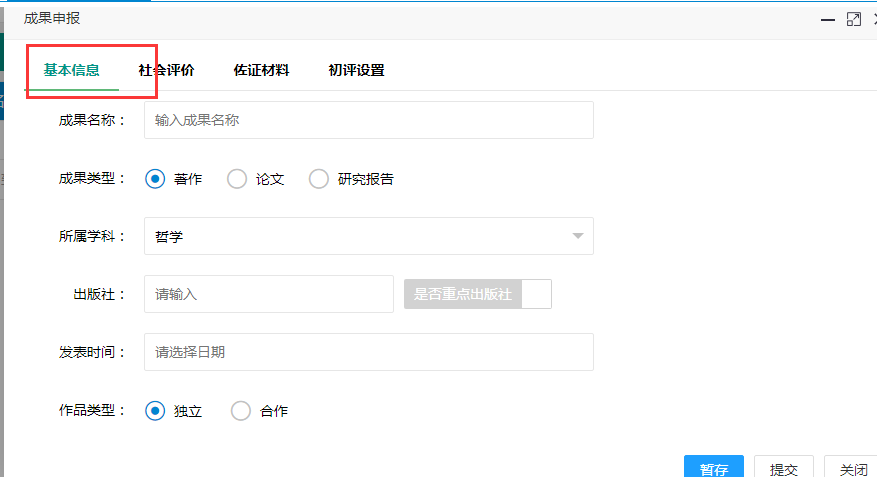 成果申报
基本信息 社会评价 佐证材料 初评设置
成果名称： 输入成果名称
成果类型： 著作 论文 研究报告
所属学科： 哲学
出版社： 请输入 是否重点出版社
发表时间： 请选择日期
作品类型： 独立 合作
暂存 提交 关闭